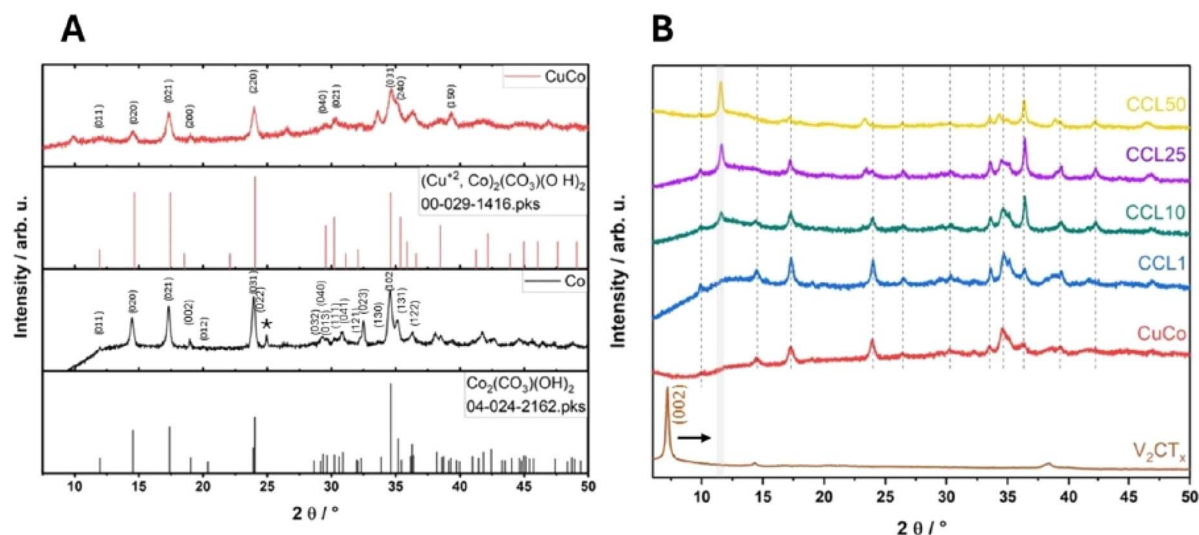 A
B
CuCo
(011)
(020)
(021)
(200)
(220)
(040)
(021)
(031)
(240)
(150)
(Cu⁺², Co)₂(CO₃)(O H)₂
00-029-1416.pks
Co
(011)
(020)
(021)
(002)
(012)
(031)
(022)
*
(032)
(040)
(013)
(111)
(041)
(121)
(023)
(130)
(102
(131)
(122)
Co₂(CO₃)(OH)₂
04-024-2162.pks
10 15 20 25 30 35 40 45 50
2 θ / °
Intensity / arb. u.
Intensity / arb. u.
CCL50
CCL25
CCL10
CCL1
CuCo
(002)
V₂CTₓ
10 15 20 25 30 35 40 45 50
2 θ / °